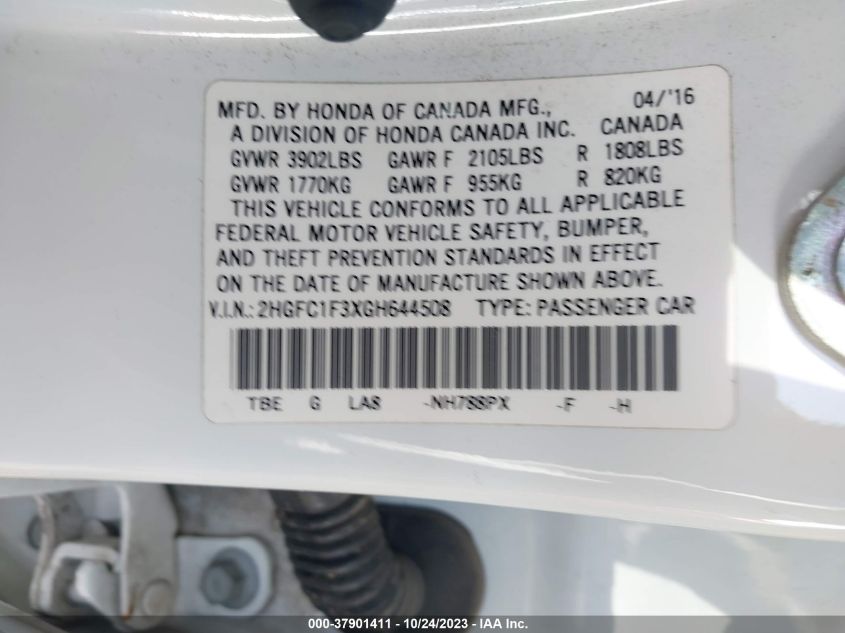 MFD. BY HONDA OF CANADA MFG., 04/'16
A DIVISION OF HONDA CANADA INC. CANADA
GVWR 3902LBS GAWR F 2105LBS R 1808LBS
GVWR 1770KG GAWR F 955KG R 820KG
THIS VEHICLE CONFORMS TO ALL APPLICABLE
FEDERAL MOTOR VEHICLE SAFETY, BUMPER,
AND THEFT PREVENTION STANDARDS IN EFFECT
ON THE DATE OF MANUFACTURE SHOWN ABOVE.
V.I.N.: 2HGFC1F3XGH644508 TYPE: PASSENGER CAR
TBE G LA8 -NH788PX -F -H
000-37901411 - 10/24/2023 - IAA Inc.